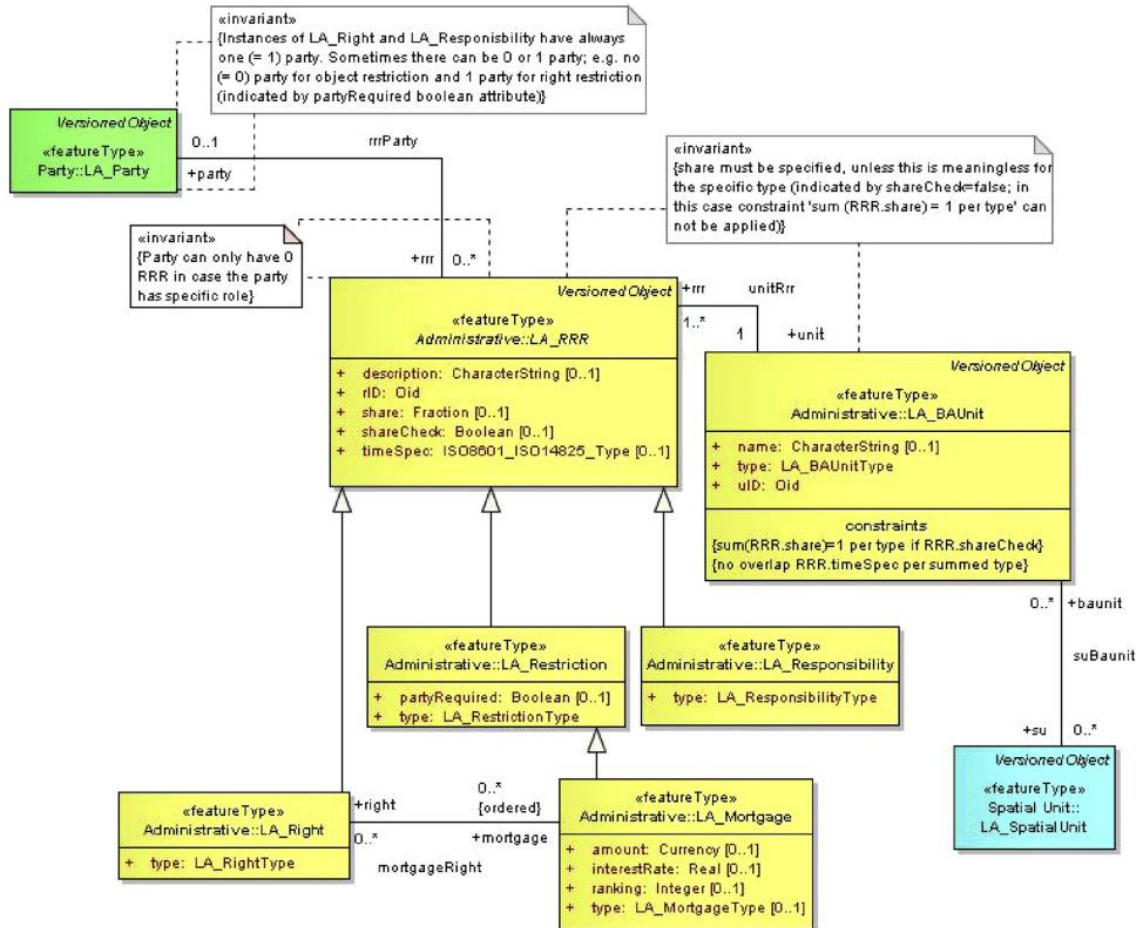 «invariant»
{Instances of LA_Right and LA_Responisbility have always
one (= 1) party. Sometimes there can be 0 or 1 party; e.g. no
(= 0) party for object restriction and 1 party for right restriction
(indicated by partyRequired boolean attribute)}
Versioned Object
«featureType»
Party::LA_Party
0..1
+party
rrrParty
«invariant»
{share must be specified, unless this is meaningless for
the specific type (indicated by shareCheck=false; in
this case constraint 'sum (RRR.share) = 1 per type' can
not be applied)}
«invariant»
{Party can only have 0
RRR in case the party
has specific role}
+rrr
0..*
Versioned Object
«featureType»
Administrative::LA_RRR
+ description: CharacterString [0..1]
+ rID: Oid
+ share: Fraction [0..1]
+ shareCheck: Boolean [0..1]
+ timeSpec: ISO8601_ISO14825_Type [0..1]
+rrr
unitRrr
1..*
1
+unit
Versioned Object
«featureType»
Administrative::LA_BAUnit
+ name: CharacterString [0..1]
+ type: LA_BAUnitType
+ uID: Oid
constraints
{sum(RRR.share)=1 per type if RRR.shareCheck}
{no overlap RRR.timeSpec per summed type}
0..*
+baunit
suBaunit
+su
0..*
«featureType»
Administrative::LA_Restriction
+ partyRequired: Boolean [0..1]
+ type: LA_RestrictionType
«featureType»
Administrative::LA_Responsibility
+ type: LA_ResponsibilityType
Versioned Object
«featureType»
Spatial Unit::
LA_SpatialUnit
«featureType»
Administrative::LA_Right
+ type: LA_RightType
+right
0..*
0..*
{ordered}
+mortgage
mortgageRight
«featureType»
Administrative::LA_Mortgage
+ amount: Currency [0..1]
+ interestRate: Real [0..1]
+ ranking: Integer [0..1]
+ type: LA_MortgageType [0..1]